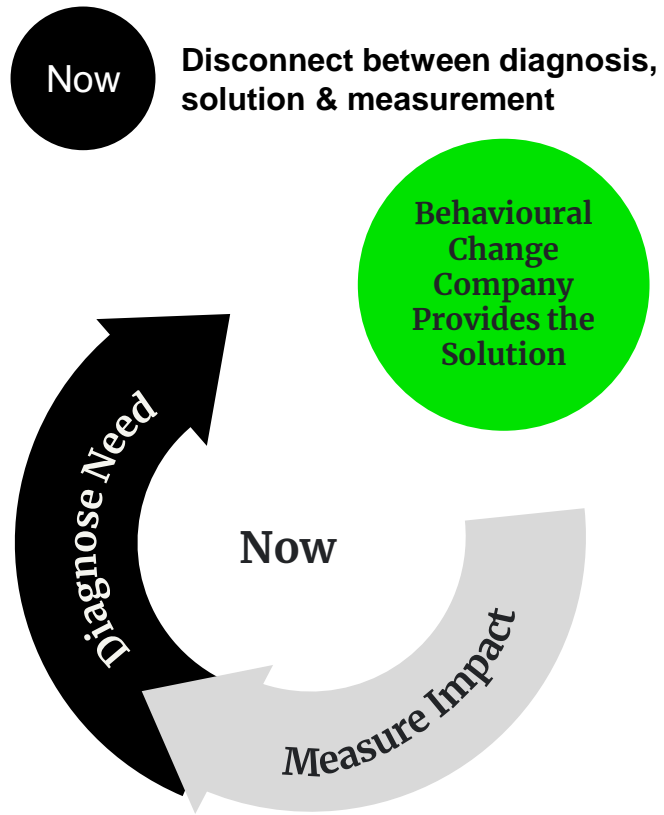 Now
Disconnect between diagnosis,
solution & measurement
Behavioural
Change
Company
Provides the
Solution
Diagnose Need
Now
Measure Impact